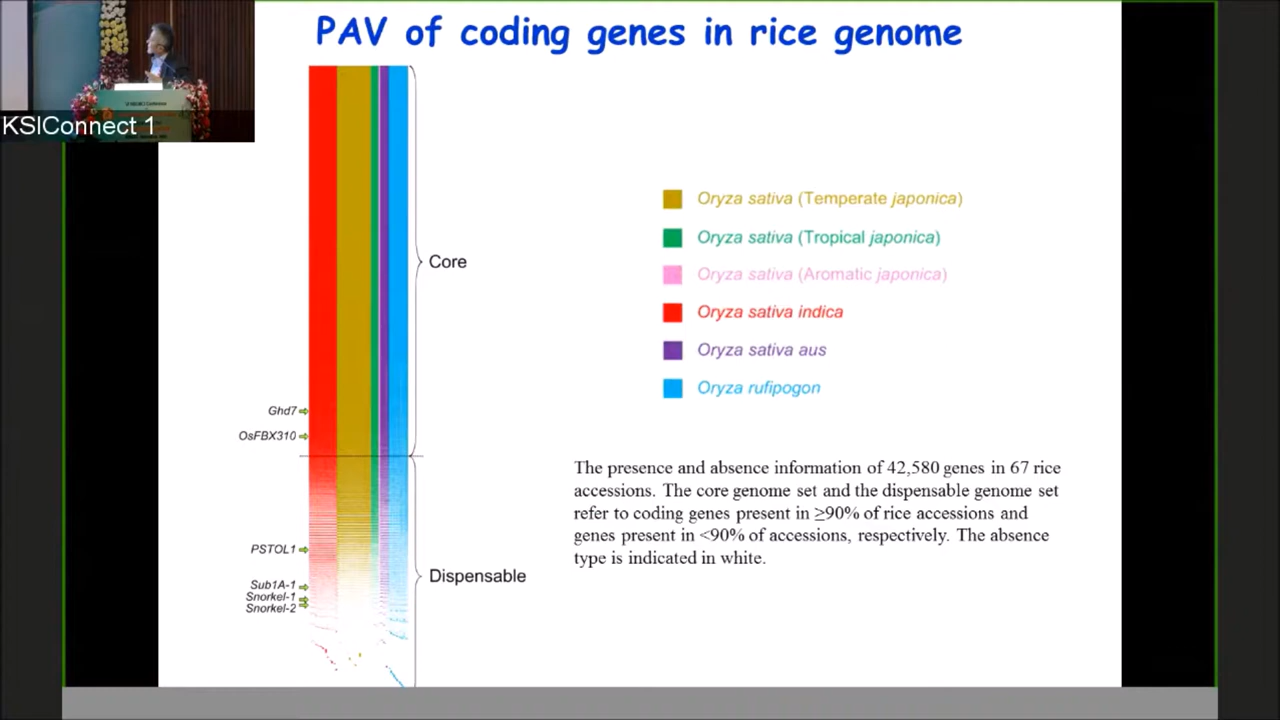 PAV of coding genes in rice genome
KSIConnect 1
Core
Oryza sativa (Temperate japonica)
Oryza sativa (Tropical japonica)
Oryza sativa (Aromatic japonica)
Oryza sativa indica
Oryza sativa aus
Oryza rufipogon
Ghd7
OsFBX310
PSTOL1
Sub1A-1
Snorkel-1
Snorkel-2
Dispensable
The presence and absence information of 42,580 genes in 67 rice
accessions. The core genome set and the dispensable genome set
refer to coding genes present in ≥90% of rice accessions and
genes present in <90% of accessions, respectively. The absence
type is indicated in white.